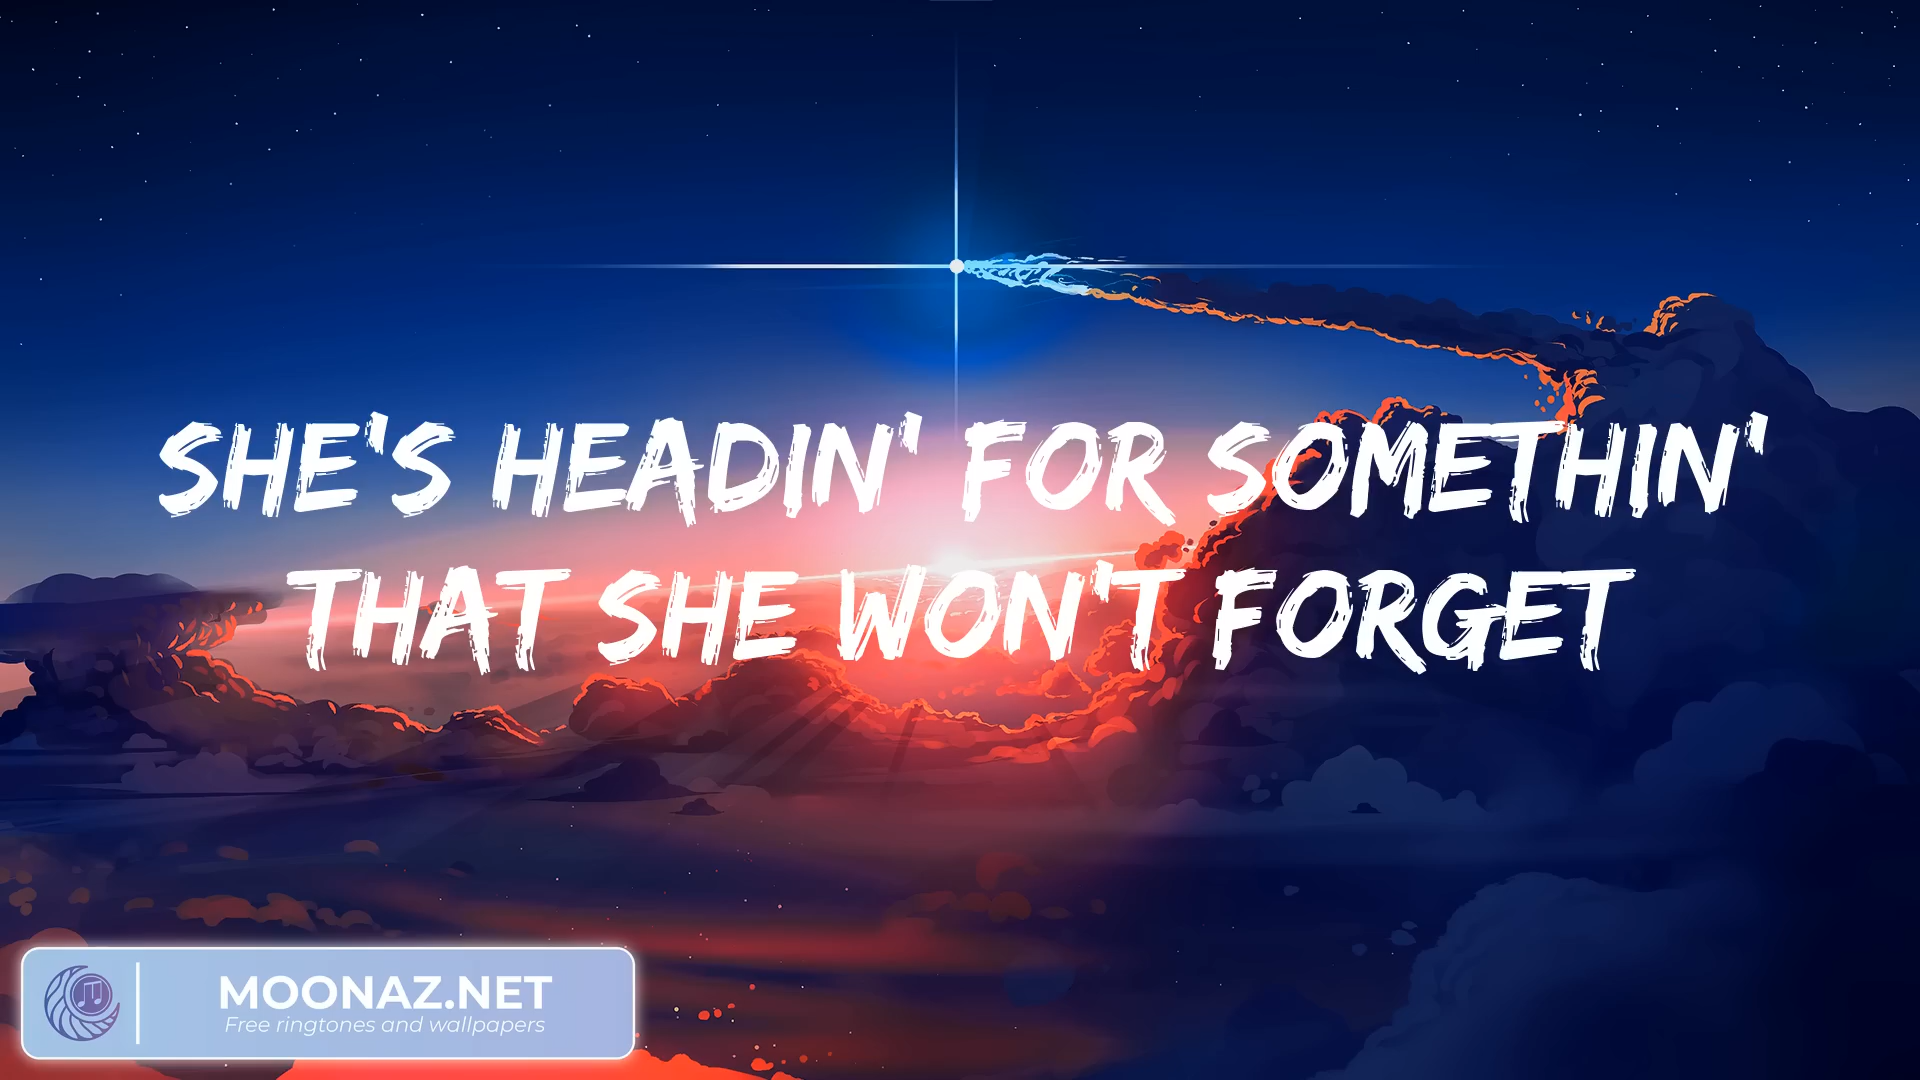 SHE'S HEADIN' FOR SOMETHIN'
THAT SHE WON'T FORGET
MOONAZ.NET
Free ringtones and wallpapers